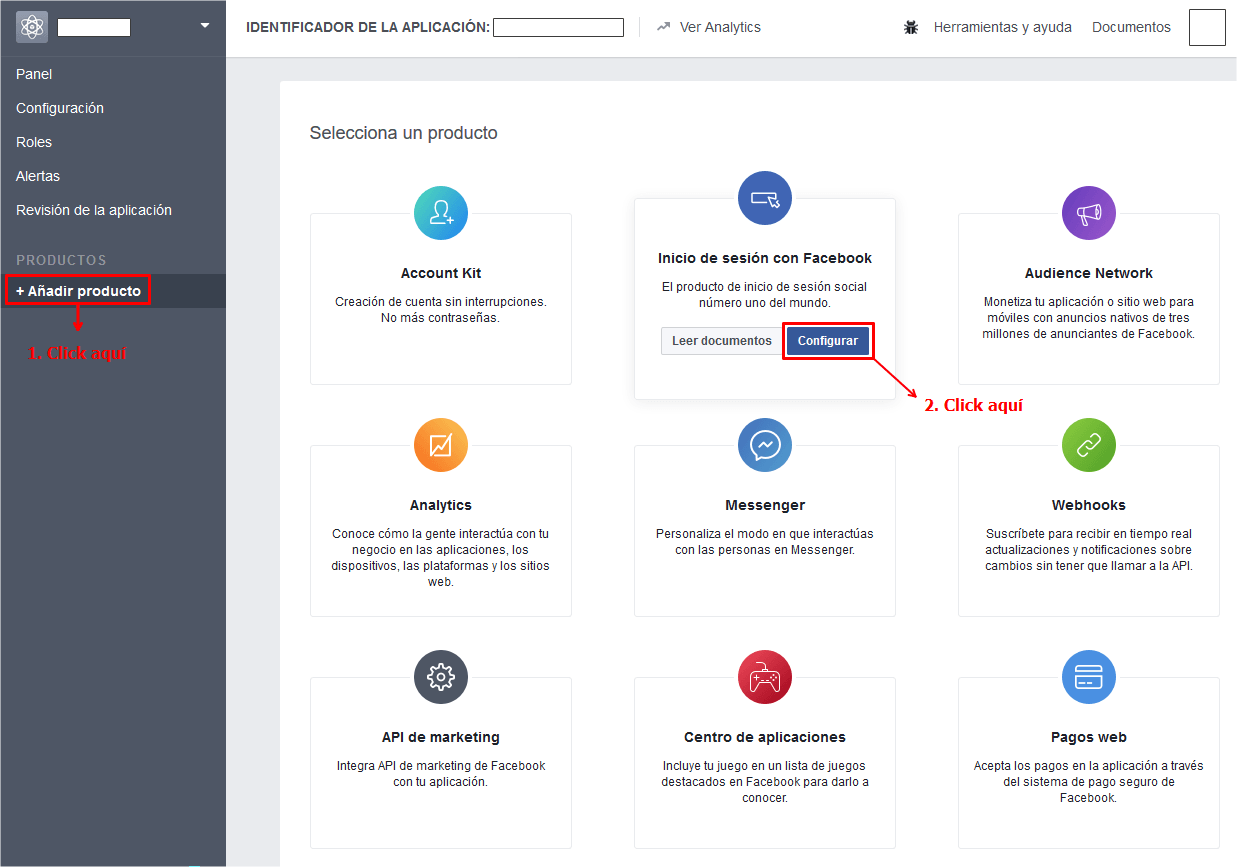 IDENTIFICADOR DE LA APLICACIÓN:
Ver Analytics
Herramientas y ayuda
Documentos
Panel
Configuración
Roles
Alertas
Revisión de la aplicación
PRODUCTOS
+ Añadir producto
1. Click aquí
Selecciona un producto
Account Kit
Creación de cuenta sin interrupciones.
No más contraseñas.
Inicio de sesión con Facebook
El producto de inicio de sesión social
número uno del mundo.
Leer documentos
Configurar
2. Click aquí
Audience Network
Monetiza tu aplicación o sitio web para
móviles con anuncios nativos de tres
millones de anunciantes de Facebook.
Analytics
Conoce cómo la gente interactúa con tu
negocio en las aplicaciones, los
dispositivos, las plataformas y los sitios
web.
Messenger
Personaliza el modo en que interactúas
con las personas en Messenger.
Webhooks
Suscríbete para recibir en tiempo real
actualizaciones y notificaciones sobre
cambios sin tener que llamar a la API.
API de marketing
Integra API de marketing de Facebook
con tu aplicación.
Centro de aplicaciones
Incluye tu juego en un lista de juegos
destacados en Facebook para darlo a
conocer.
Pagos web
Acepta los pagos en la aplicación a través
del sistema de pago seguro de
Facebook.